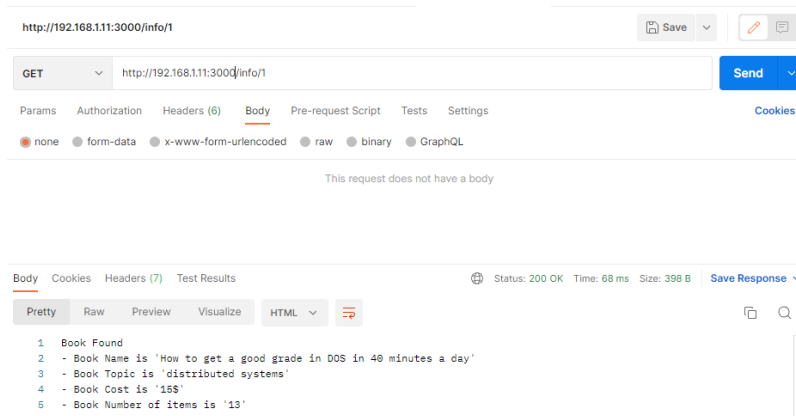 http://192.168.1.11:3000/info/1
Save
GET
http://192.168.1.11:3000/info/1
Send
Params Authorization Headers (6) Body Pre-request Script Tests Settings Cookies
none form-data x-www-form-urlencoded raw binary GraphQL
This request does not have a body
Body Cookies Headers (7) Test Results Status: 200 OK Time: 68 ms Size: 398 B Save Response
Pretty Raw Preview Visualize HTML
1 Book Found
2 - Book Name is 'How to get a good grade in DOS in 40 minutes a day'
3 - Book Topic is 'distributed systems'
4 - Book Cost is '15$'
5 - Book Number of items is '13'